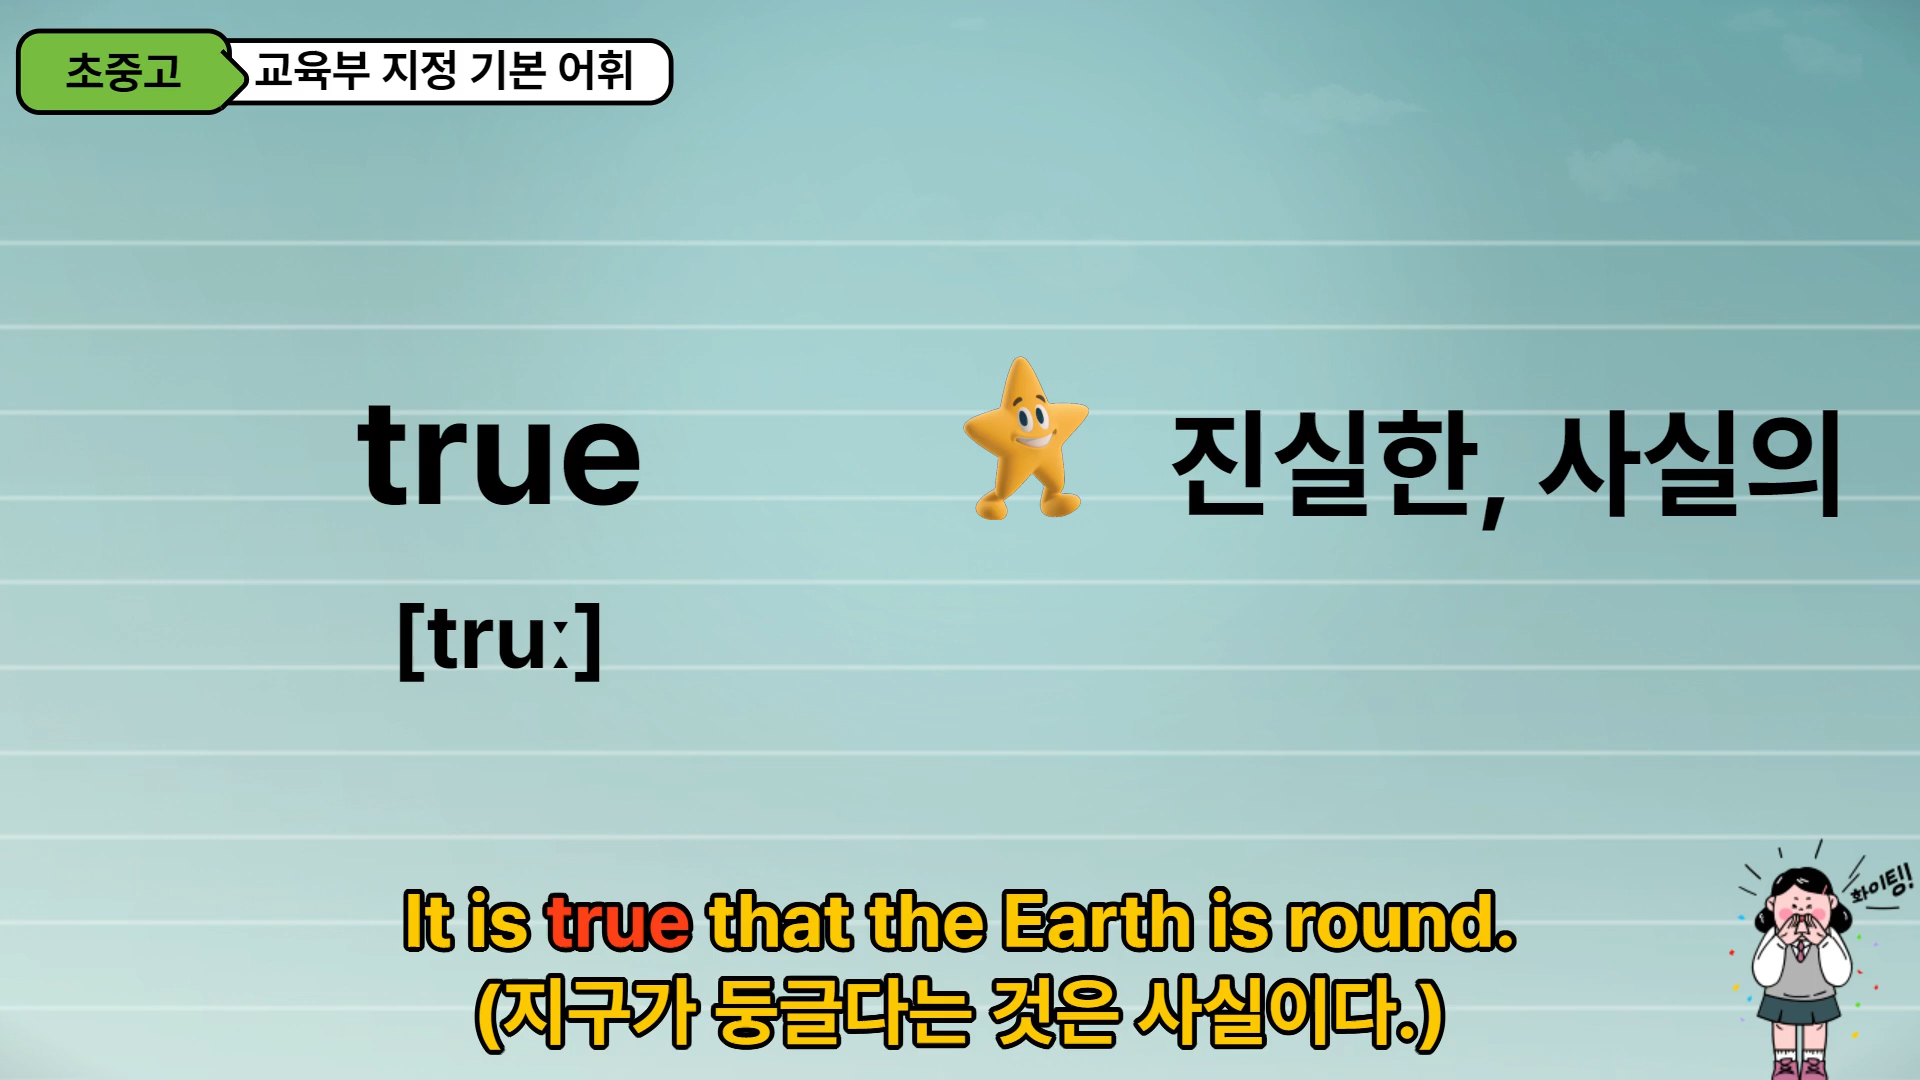 초중고 교육부 지정 기본 어휘
true 진실한, 사실의
[truː]
화이팅!
It is true that the Earth is round.
(지구가 둥글다는 것은 사실이다.)